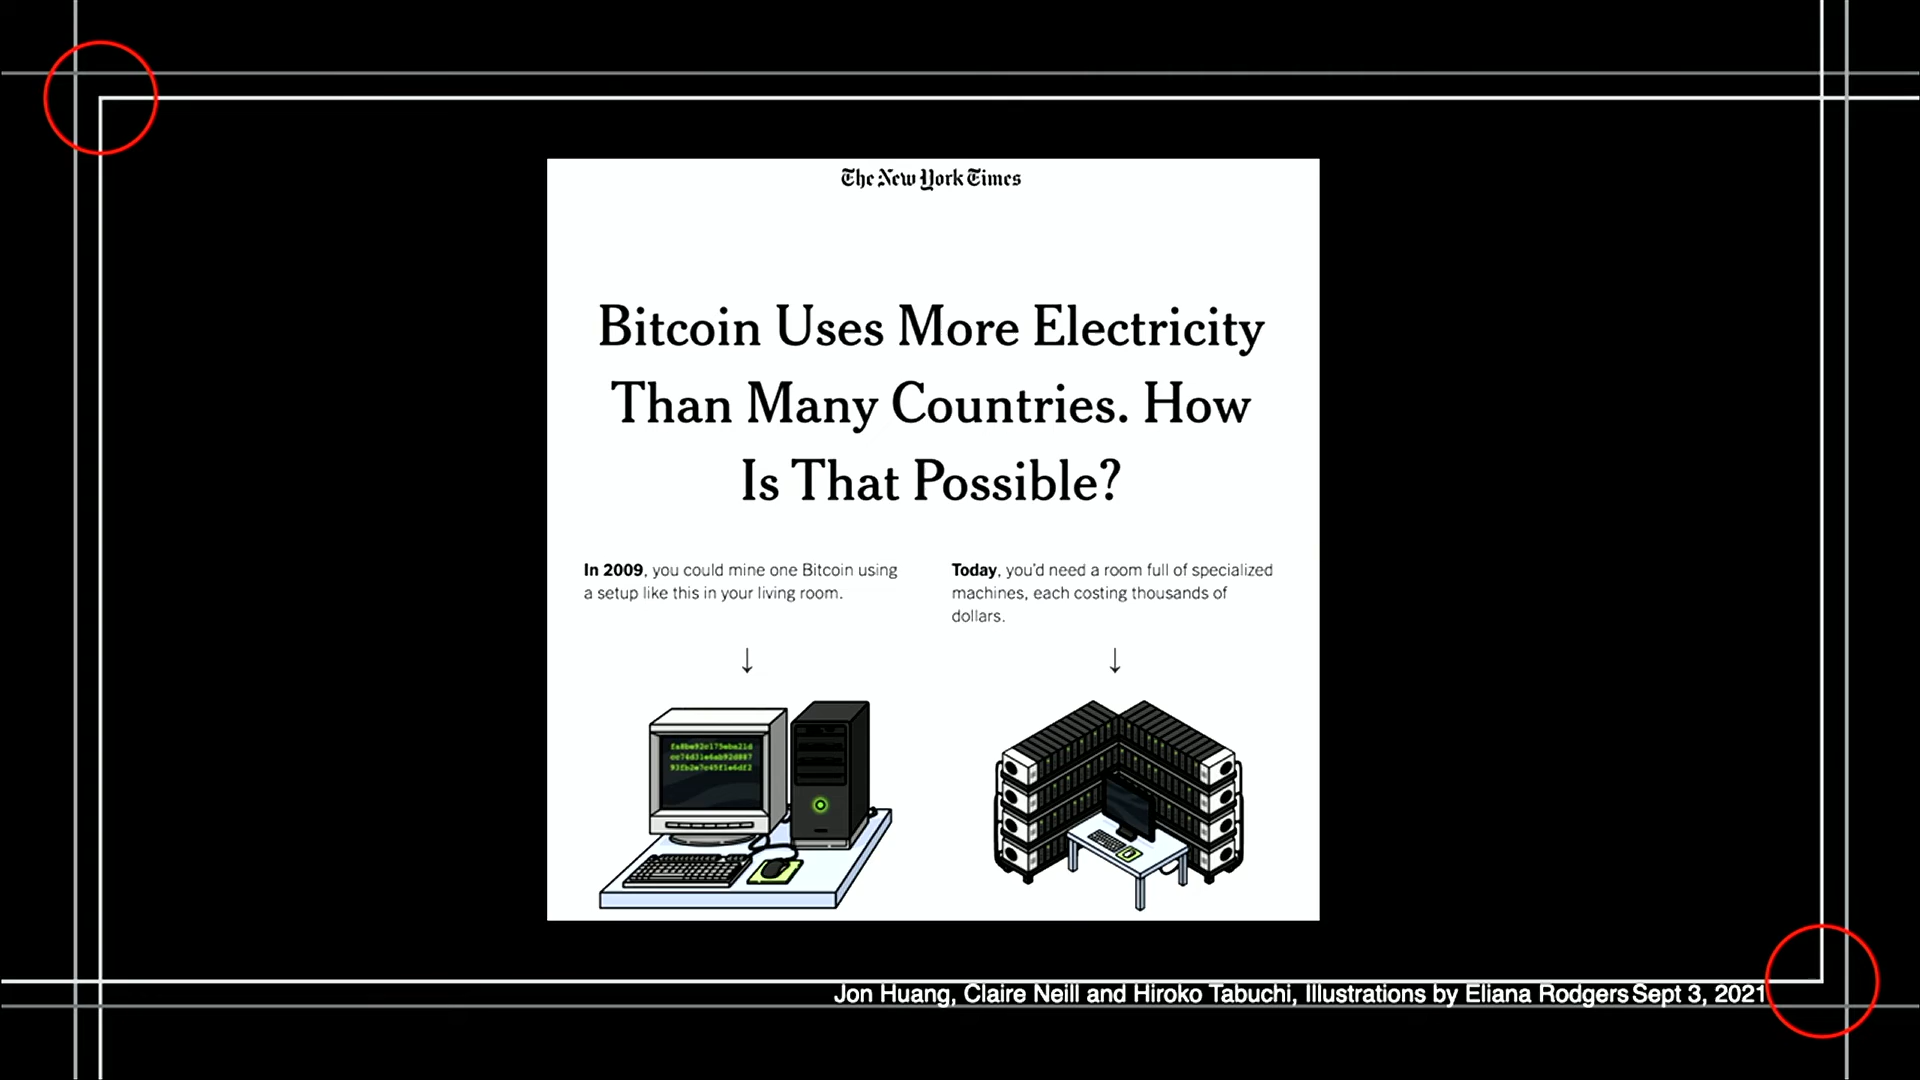 The New York Times
Bitcoin Uses More Electricity
Than Many Countries. How
Is That Possible?
In 2009, you could mine one Bitcoin using
a setup like this in your living room.
Today, you'd need a room full of specialized
machines, each costing thousands of
dollars.
↓
↓
Jon Huang, Claire Neill and Hiroko Tabuchi, Illustrations by Eliana Rodgers Sept 3, 2021